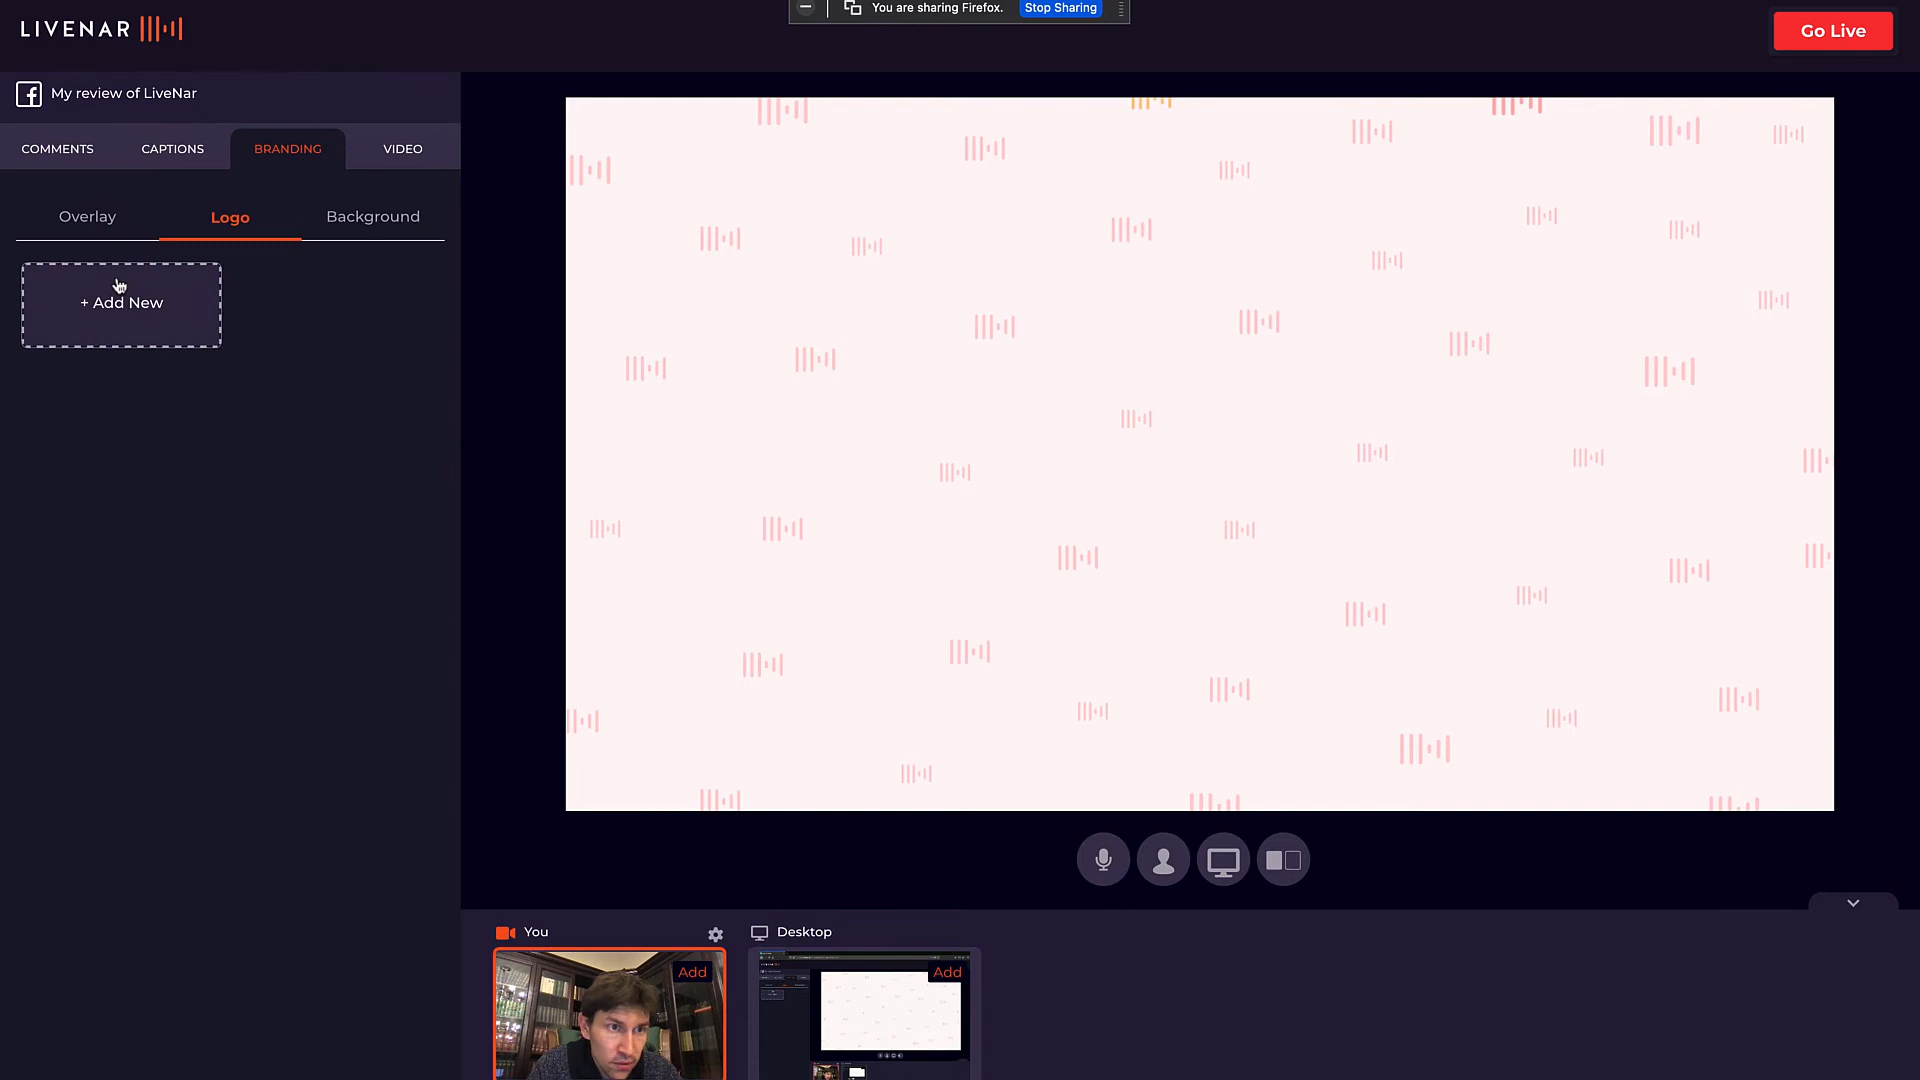 LIVENAR
You are sharing Firefox.
Stop Sharing
Go Live
My review of LiveNar
COMMENTS
CAPTIONS
BRANDING
VIDEO
Overlay
Logo
Background
+ Add New
You
Desktop
Add
Add